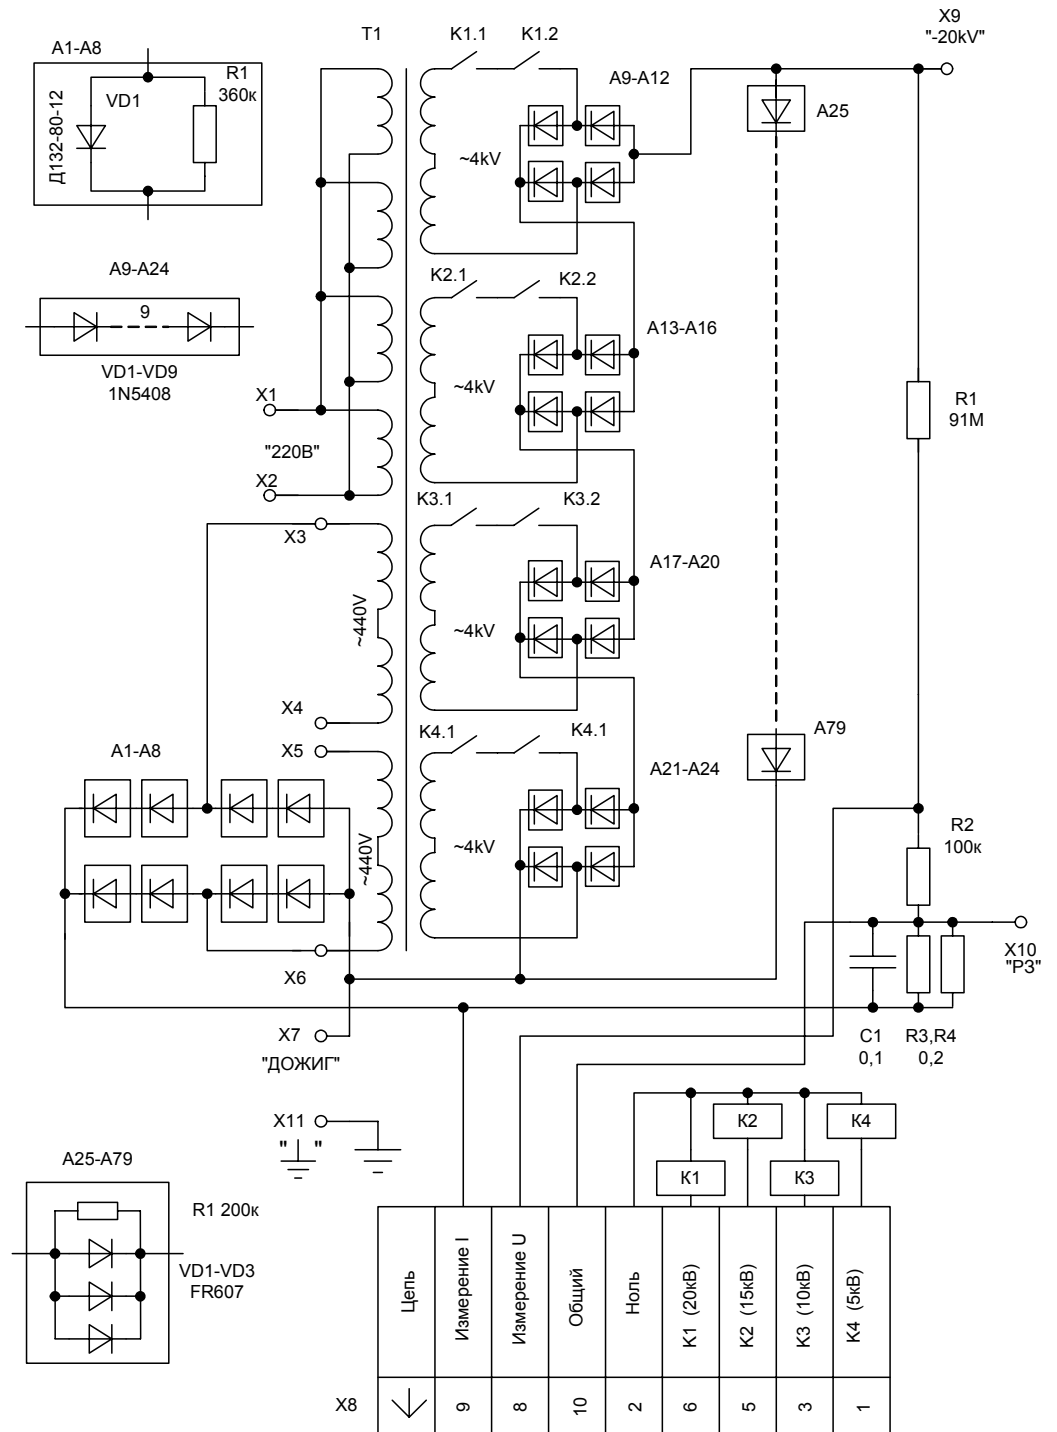 X9
"-20kV"
A1-A8
T1
K1.1
K1.2
R1
360к
VD1
Д132-80-12
A9-A12
A25
~4kV
A9-A24
9
VD1-VD9
1N5408
K2.1
K2.2
A13-A16
~4kV
X1
"220В"
X2
R1
91M
K3.1
K3.2
X3
A17-A20
~440V
~4kV
X4
K4.1
K4.1
A79
A1-A8
X5
A21-A24
~440V
~4kV
R2
100к
X6
X10
"РЗ"
X7
"ДОЖИГ"
C1
0,1
R3,R4
0,2
X11
" "
K1
K2
K3
K4
A25-A79
R1 200к
VD1-VD3
FR607
Цепь
Измерение I
Измерение U
Общий
Ноль
K1 (20кВ)
K2 (15кВ)
K3 (10кВ)
K4 (5кВ)
X8
9
8
10
2
6
5
3
1